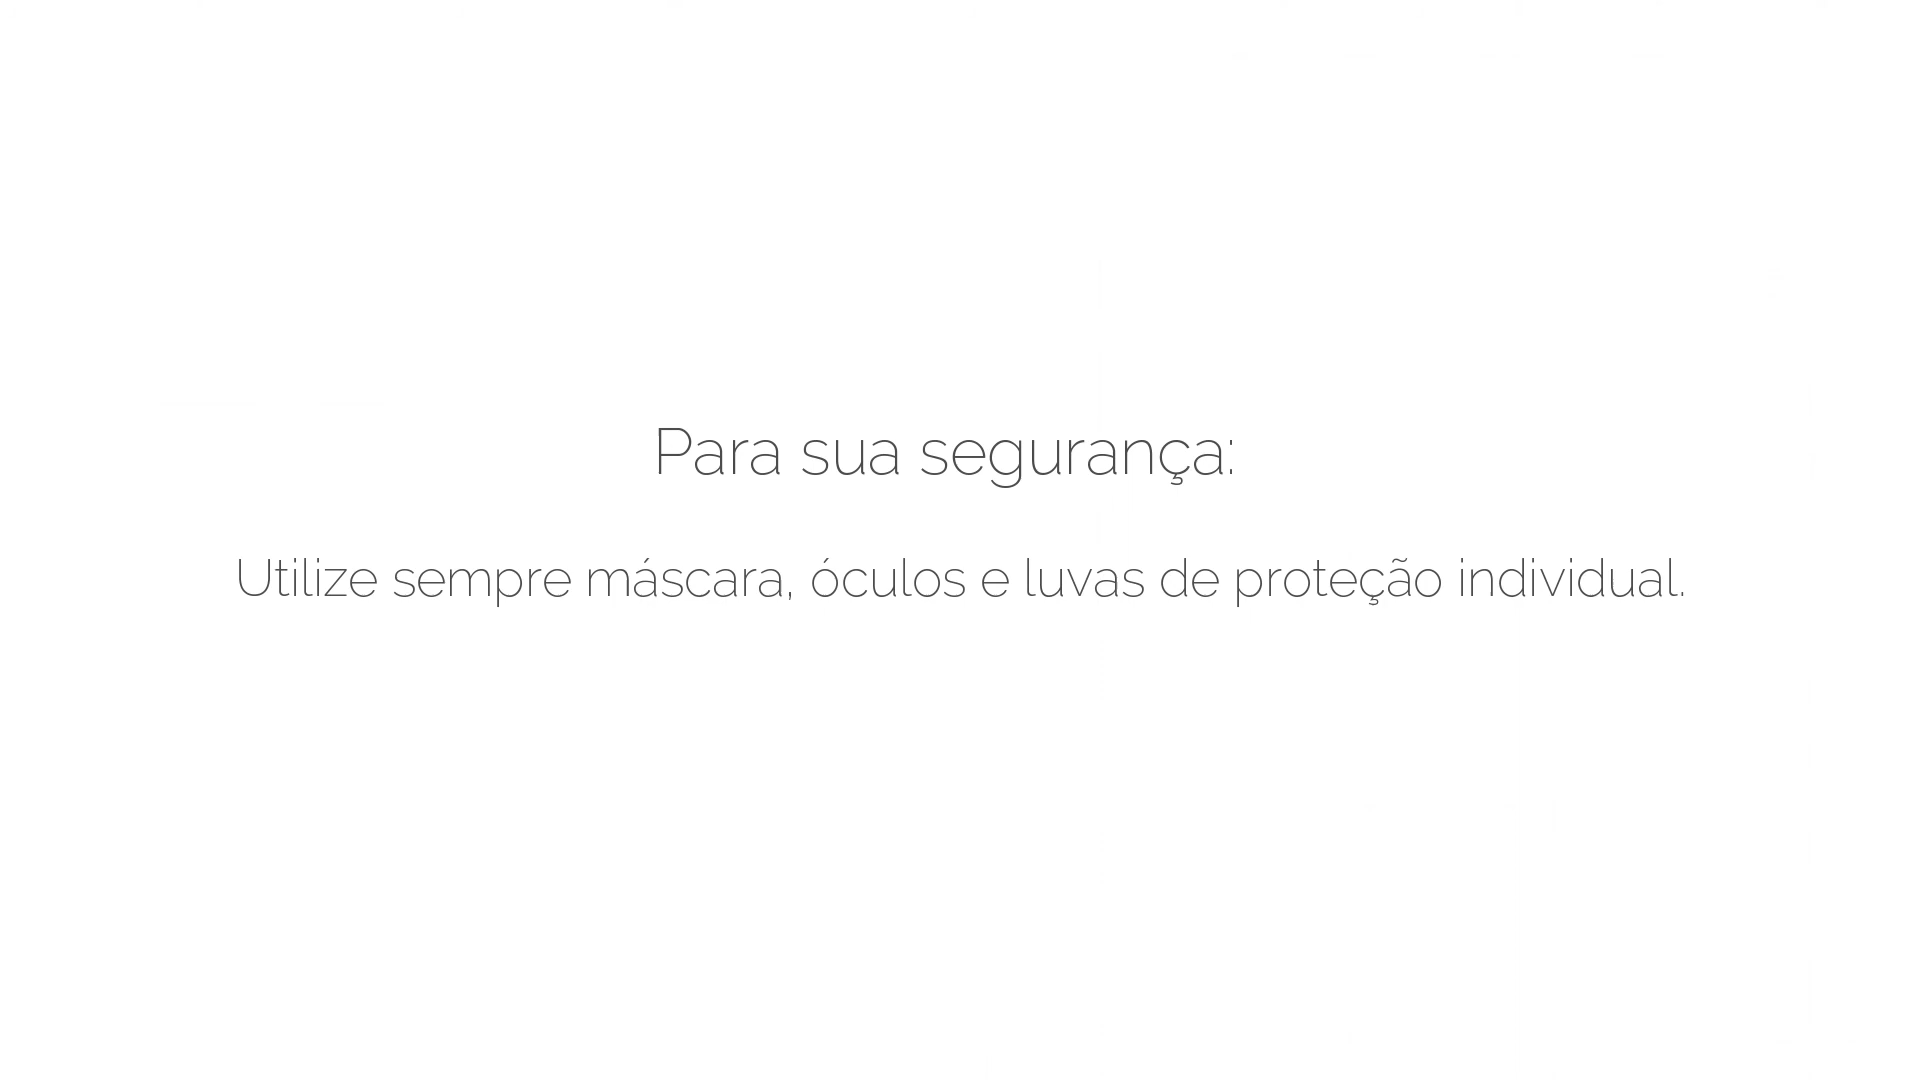 Para sua segurança:
Utilize sempre máscara, óculos e luvas de proteção individual.